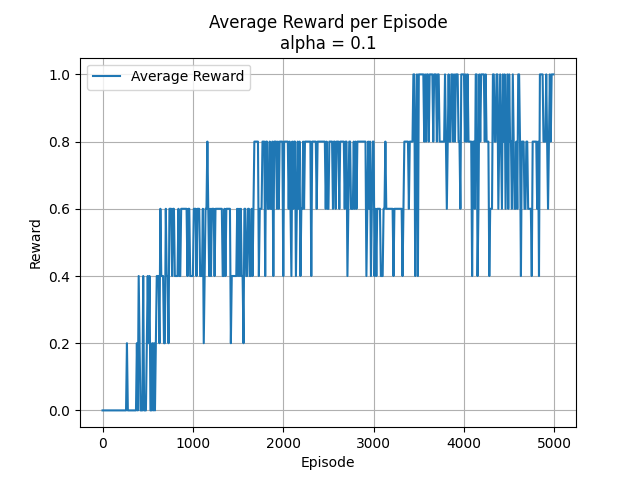 Average Reward per Episode
alpha = 0.1
Average Reward
1.0
0.8
0.6
0.4
0.2
0.0
Reward
0 1000 2000 3000 4000 5000
Episode